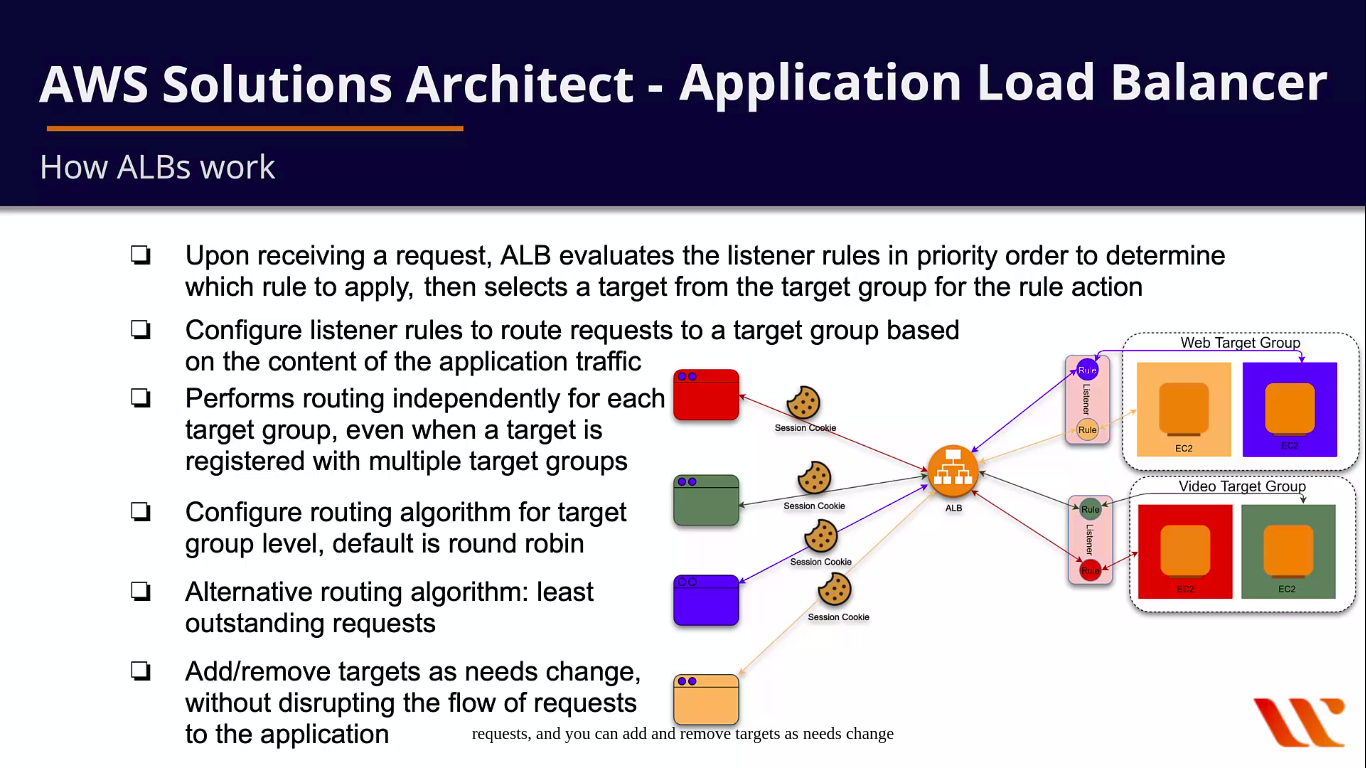 AWS Solutions Architect - Application Load Balancer
How ALBs work
❏ Upon receiving a request, ALB evaluates the listener rules in priority order to determine
which rule to apply, then selects a target from the target group for the rule action
❏ Configure listener rules to route requests to a target group based
on the content of the application traffic
❏ Performs routing independently for each
target group, even when a target is
registered with multiple target groups
❏ Configure routing algorithm for target
group level, default is round robin
❏ Alternative routing algorithm: least
outstanding requests
❏ Add/remove targets as needs change,
without disrupting the flow of requests
to the application
Session Cookie
Session Cookie
Session Cookie
Session Cookie
ALB
Rule
Listener
Rule
Rule
Listener
Rule
Web Target Group
EC2
EC2
Video Target Group
EC2
EC2
requests, and you can add and remove targets as needs change